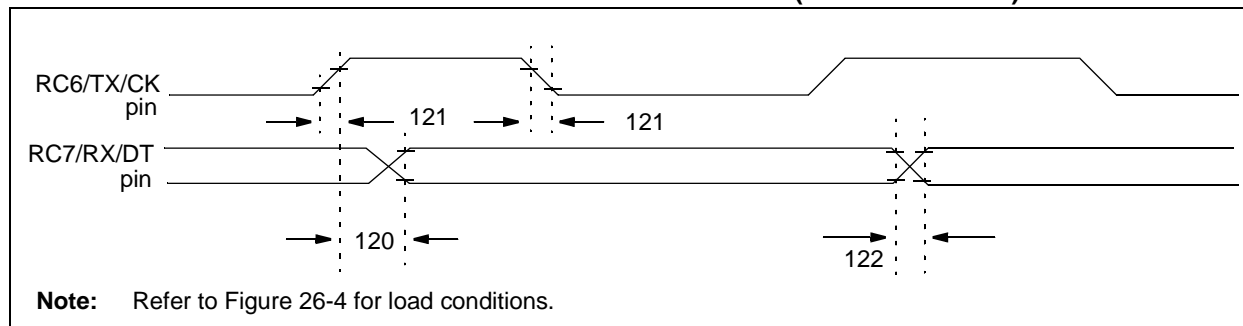 RC6/TX/CK
pin
121
121
RC7/RX/DT
pin
120
122
Note: Refer to Figure 26-4 for load conditions.